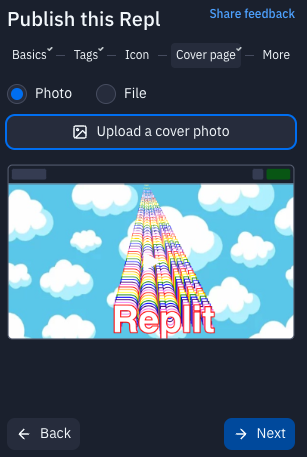 Publish this Repl
Share feedback
Basics
Tags
Icon
Cover page
More
Photo
File
Upload a cover photo
Replit
Back
Next